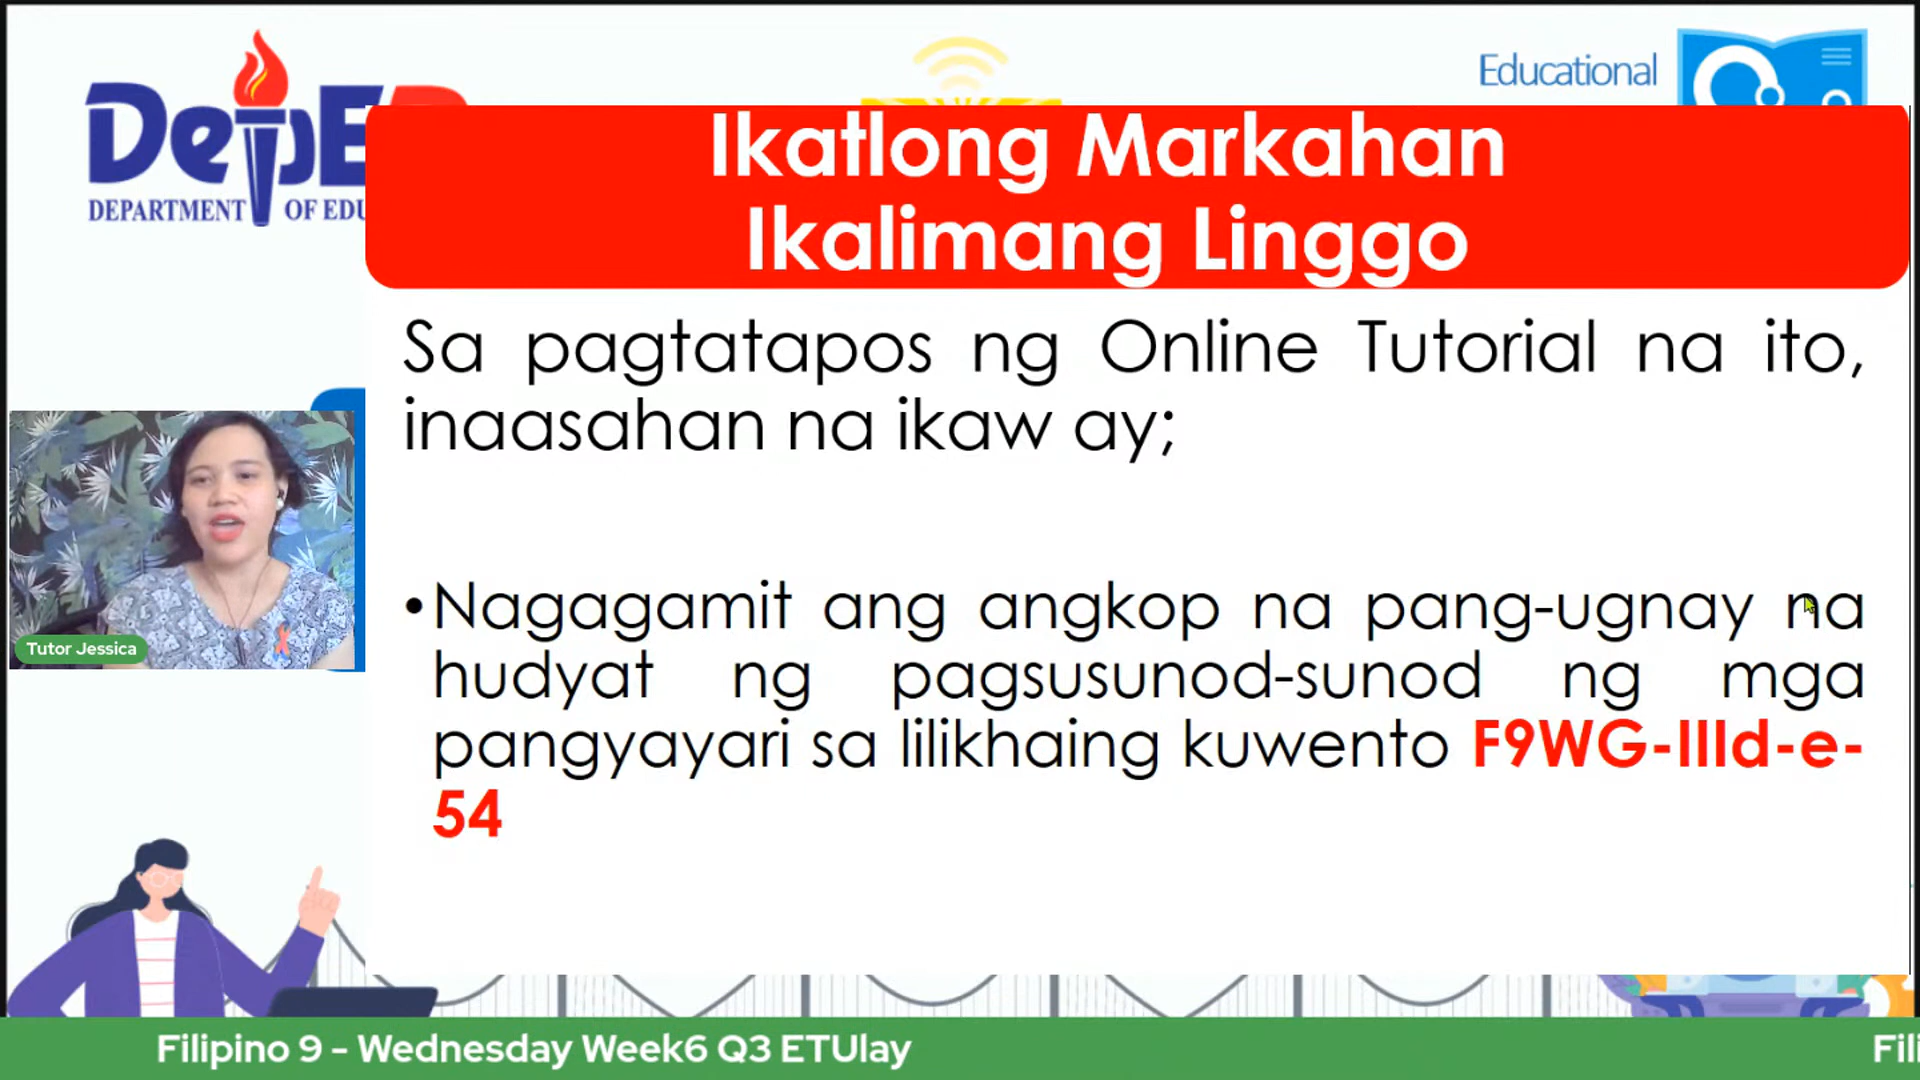 DepED
DEPARTMENT OF EDU
Educational
Ikatlong Markahan
Ikalimang Linggo
Sa pagtatapos ng Online Tutorial na ito,
inaasahan na ikaw ay;
•Nagagamit ang angkop na pang-ugnay na
hudyat ng pagsusunod-sunod ng mga
pangyayari sa lilikhaing kuwento F9WG-IIId-e-
54
Tutor Jessica
Filipino 9 - Wednesday Week6 Q3 ETUlay
Fili